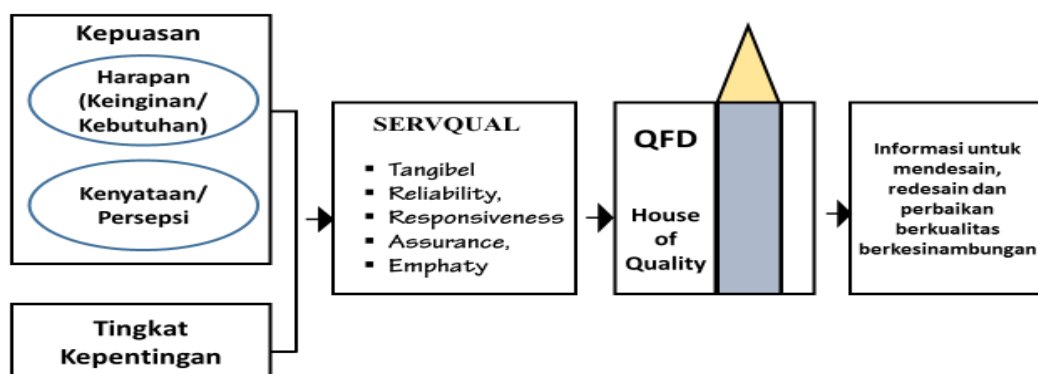 Kepuasan
Harapan
(Keinginan/
Kebutuhan)
Kenyataan/
Persepsi
Tingkat
Kepentingan
SERVQUAL
▪ Tangibel
▪ Reliability,
▪ Responsiveness
▪ Assurance,
▪ Emphaty
QFD
House
of
Quality
Informasi untuk
mendesain,
redesain dan
perbaikan
berkualitas
berkesinambungan